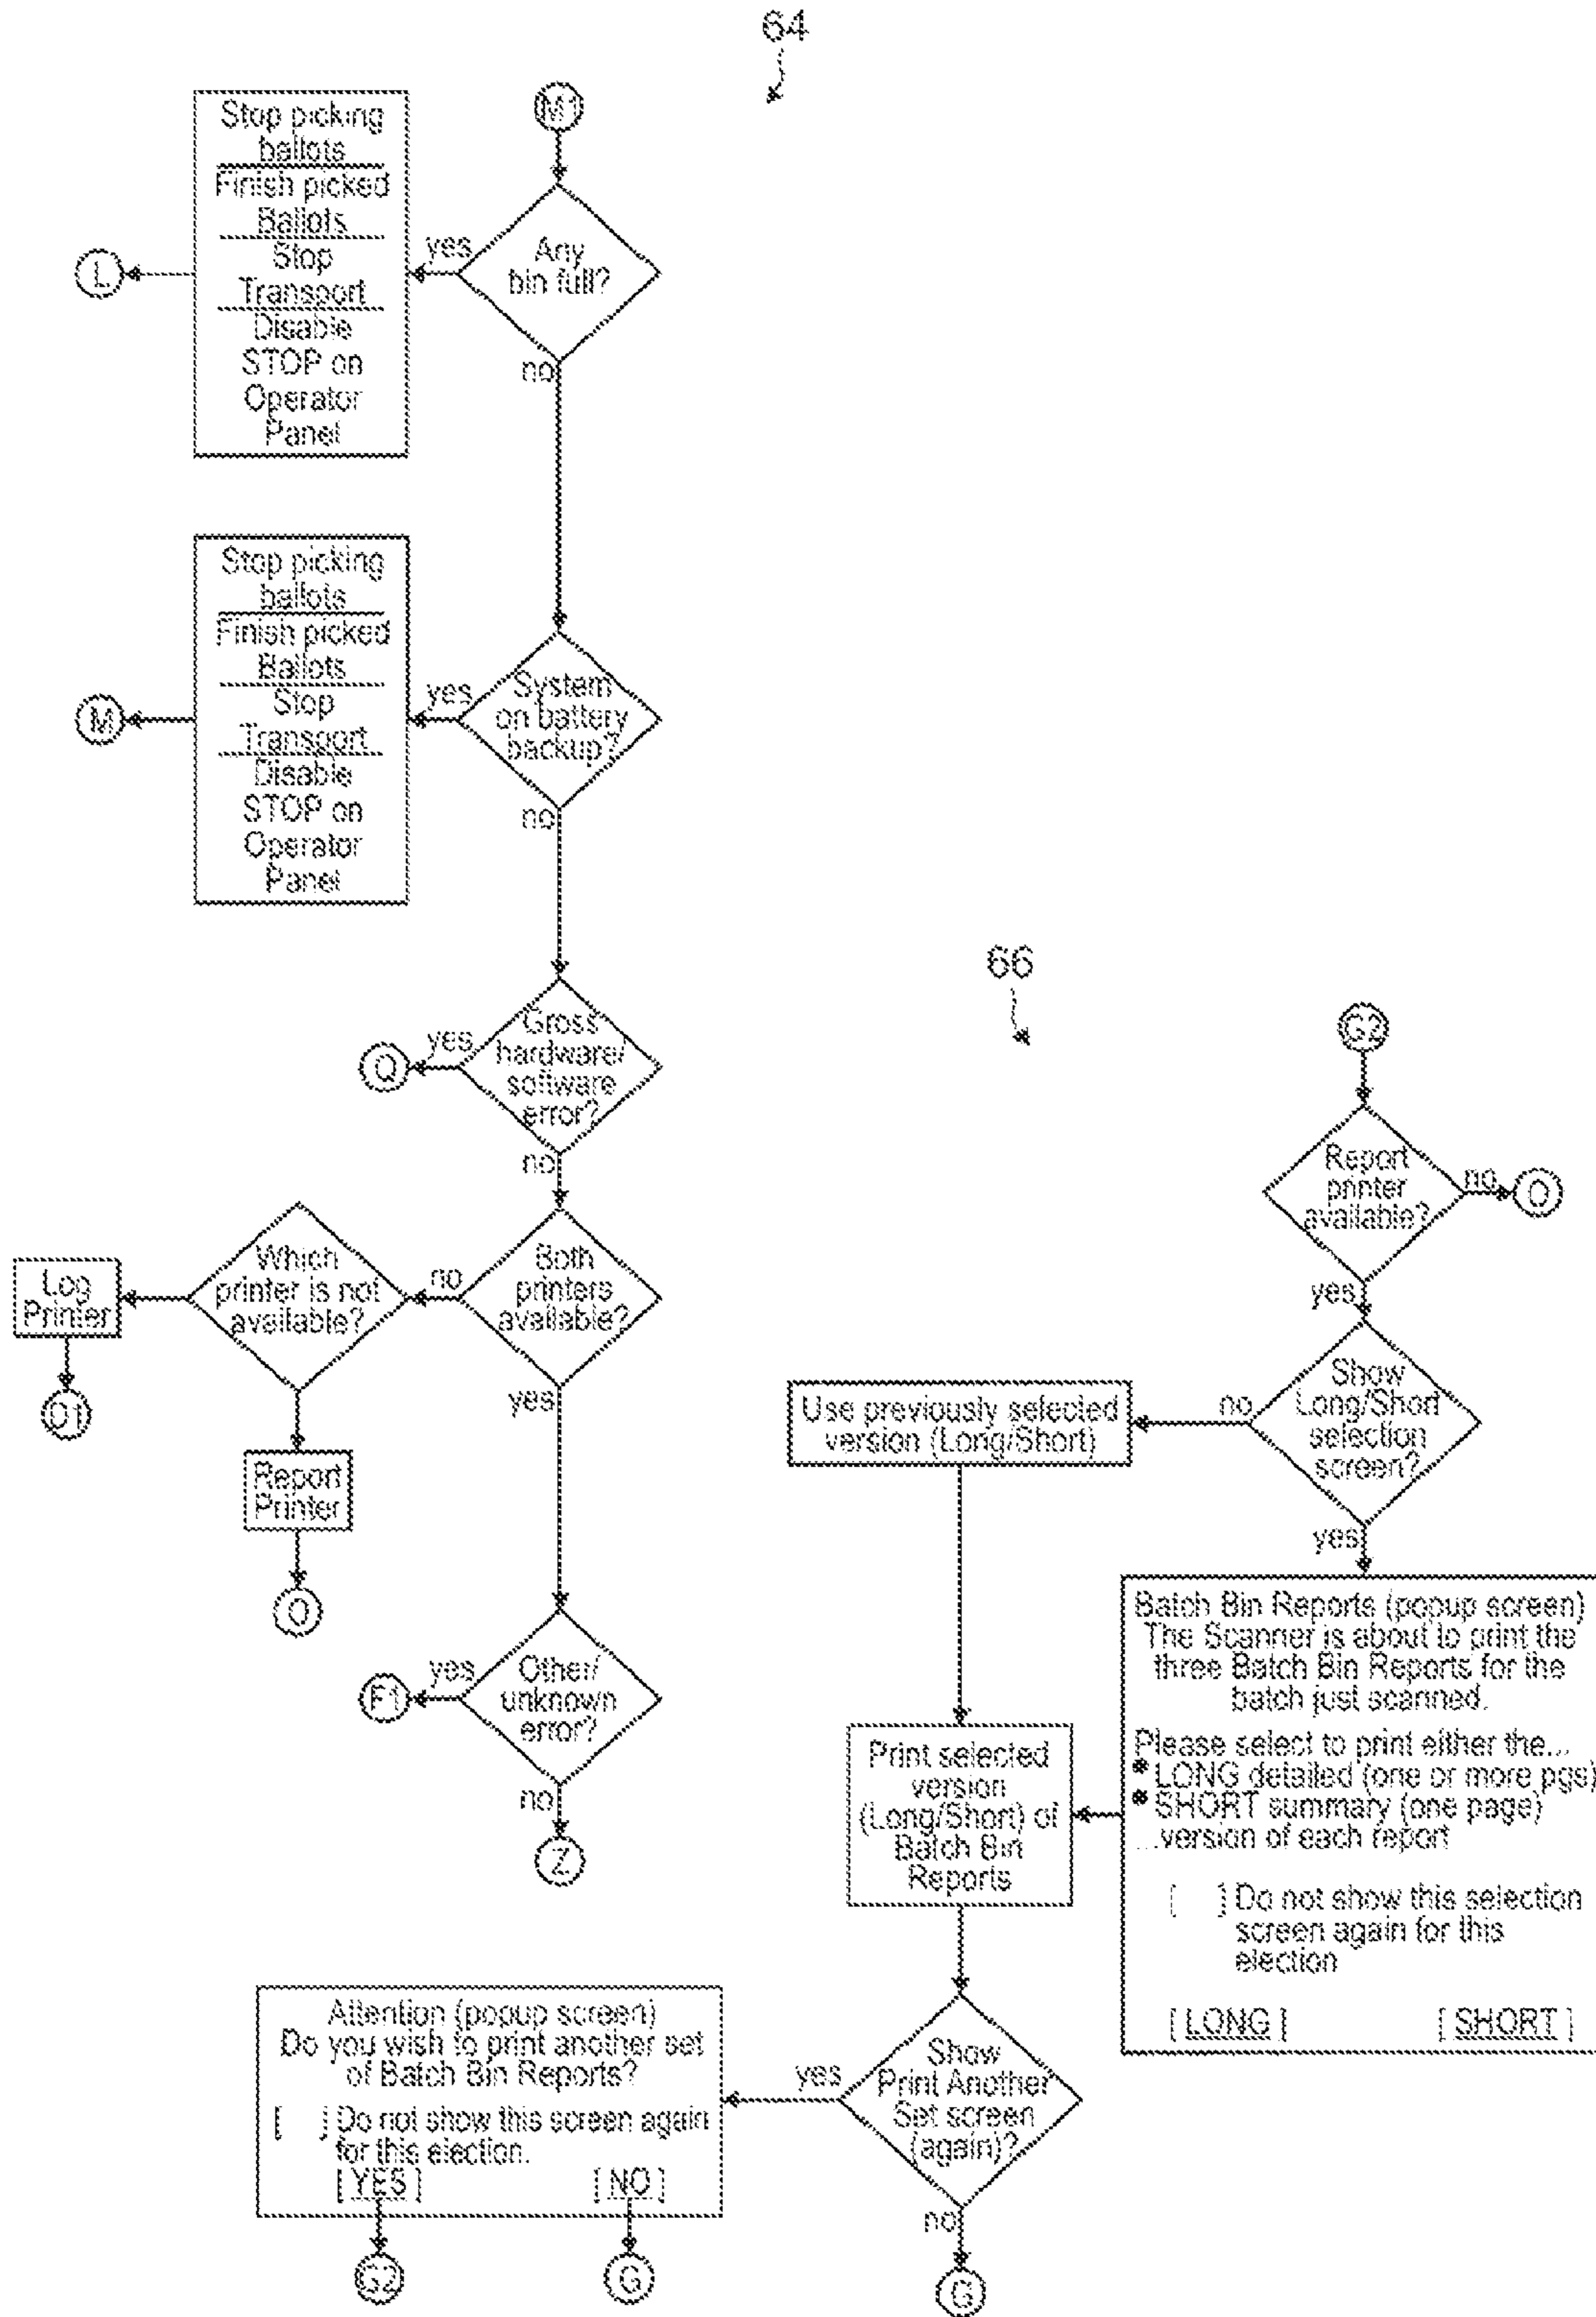 64
M1
Stop picking
ballots
Finish picked
Ballots
Stop
Transport
Disable
STOP on
Operator
Panel
L
yes
Any
bin full?
no
Stop picking
ballots
Finish picked
Ballots
Stop
Transport
Disable
STOP on
Operator
Panel
M
yes
System
on battery
backup?
no
Q
yes
Gross
hardware/
software
error?
no
Log
Printer
O1
Which
printer is not
available?
no
Both
printers
available?
yes
Report
Printer
O
F1
yes
Other/
unknown
error?
no
Z
66
G2
Report
printer
available?
no
O
yes
Show
Long/Short
selection
screen?
no
Use previously selected
version (Long/Short)
yes
Batch Bin Reports (popup screen)
The Scanner is about to print the
three Batch Bin Reports for the
batch just scanned.
Please select to print either the...
• LONG detailed (one or more pgs)
• SHORT summary (one page)
...version of each report
[ ] Do not show this selection
screen again for this
election
[ LONG ] [ SHORT ]
Print selected
version
(Long/Short) of
Batch Bin
Reports
Show
Print Another
Set screen
(again)?
yes
Attention (popup screen)
Do you wish to print another set
of Batch Bin Reports?
[ ] Do not show this screen again
for this election.
[ YES ] [ NO ]
G2
G
no
G